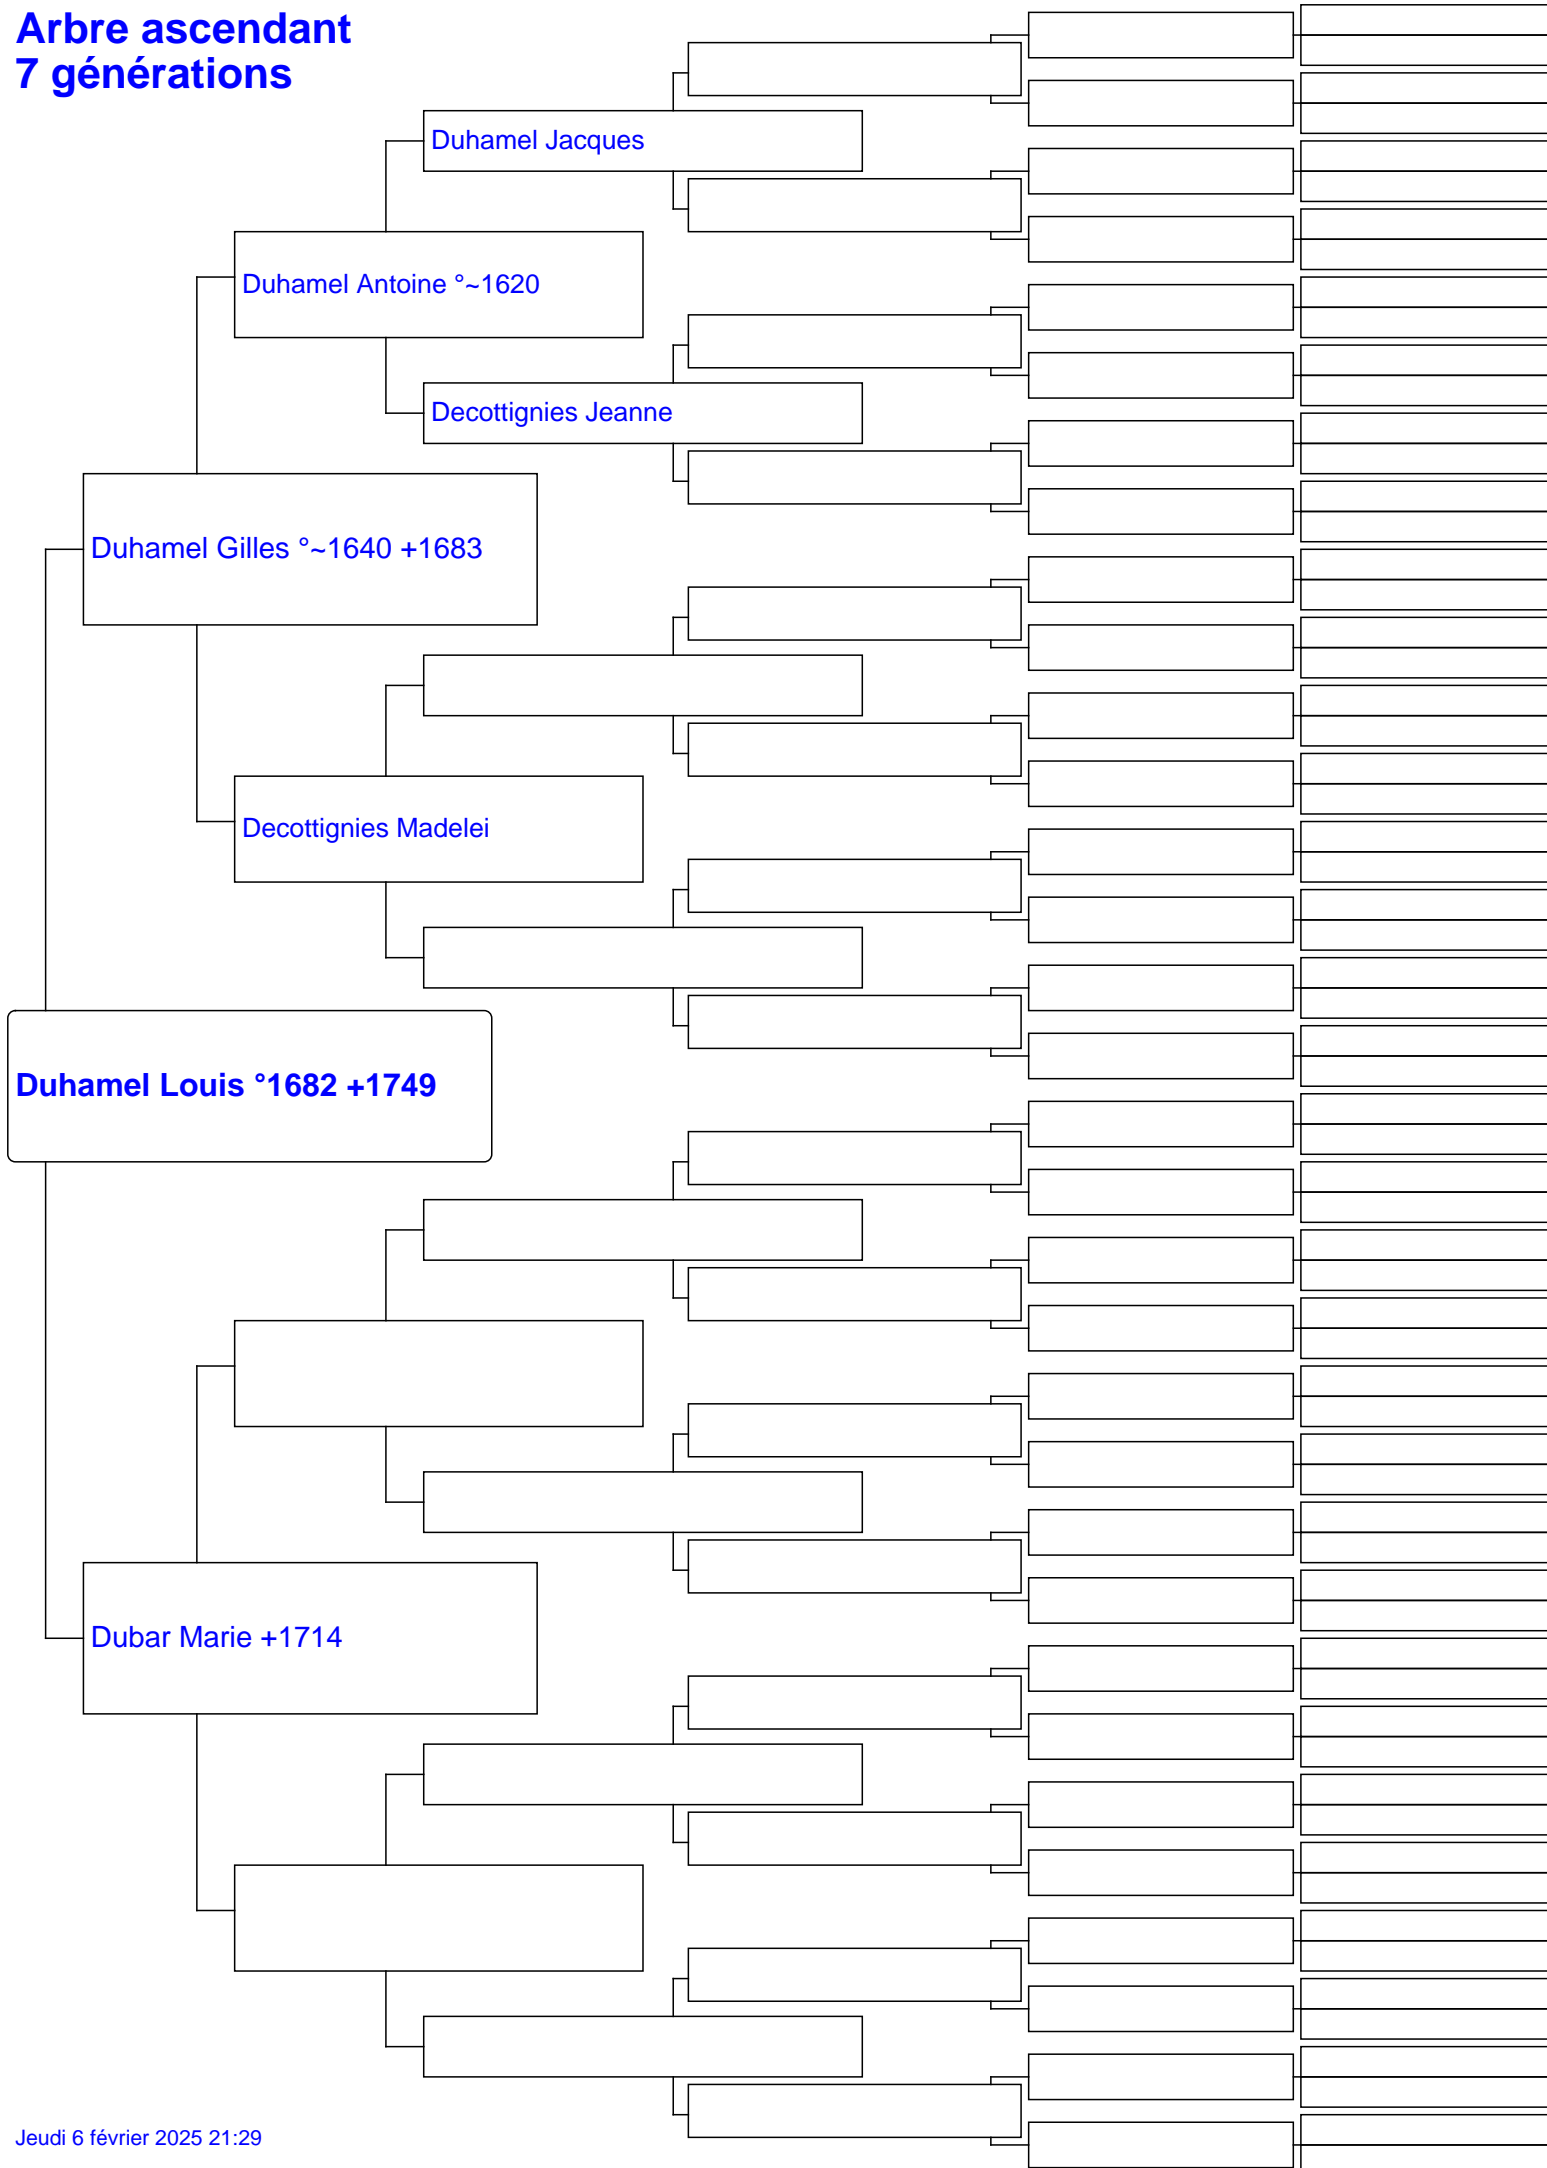 Arbre ascendant
7 générations
Duhamel Jacques
Duhamel Antoine °~1620
Decottignies Jeanne
Duhamel Gilles °~1640 +1683
Decottignies Madelei
Duhamel Louis °1682 +1749
Dubar Marie +1714
Jeudi 6 février 2025 21:29